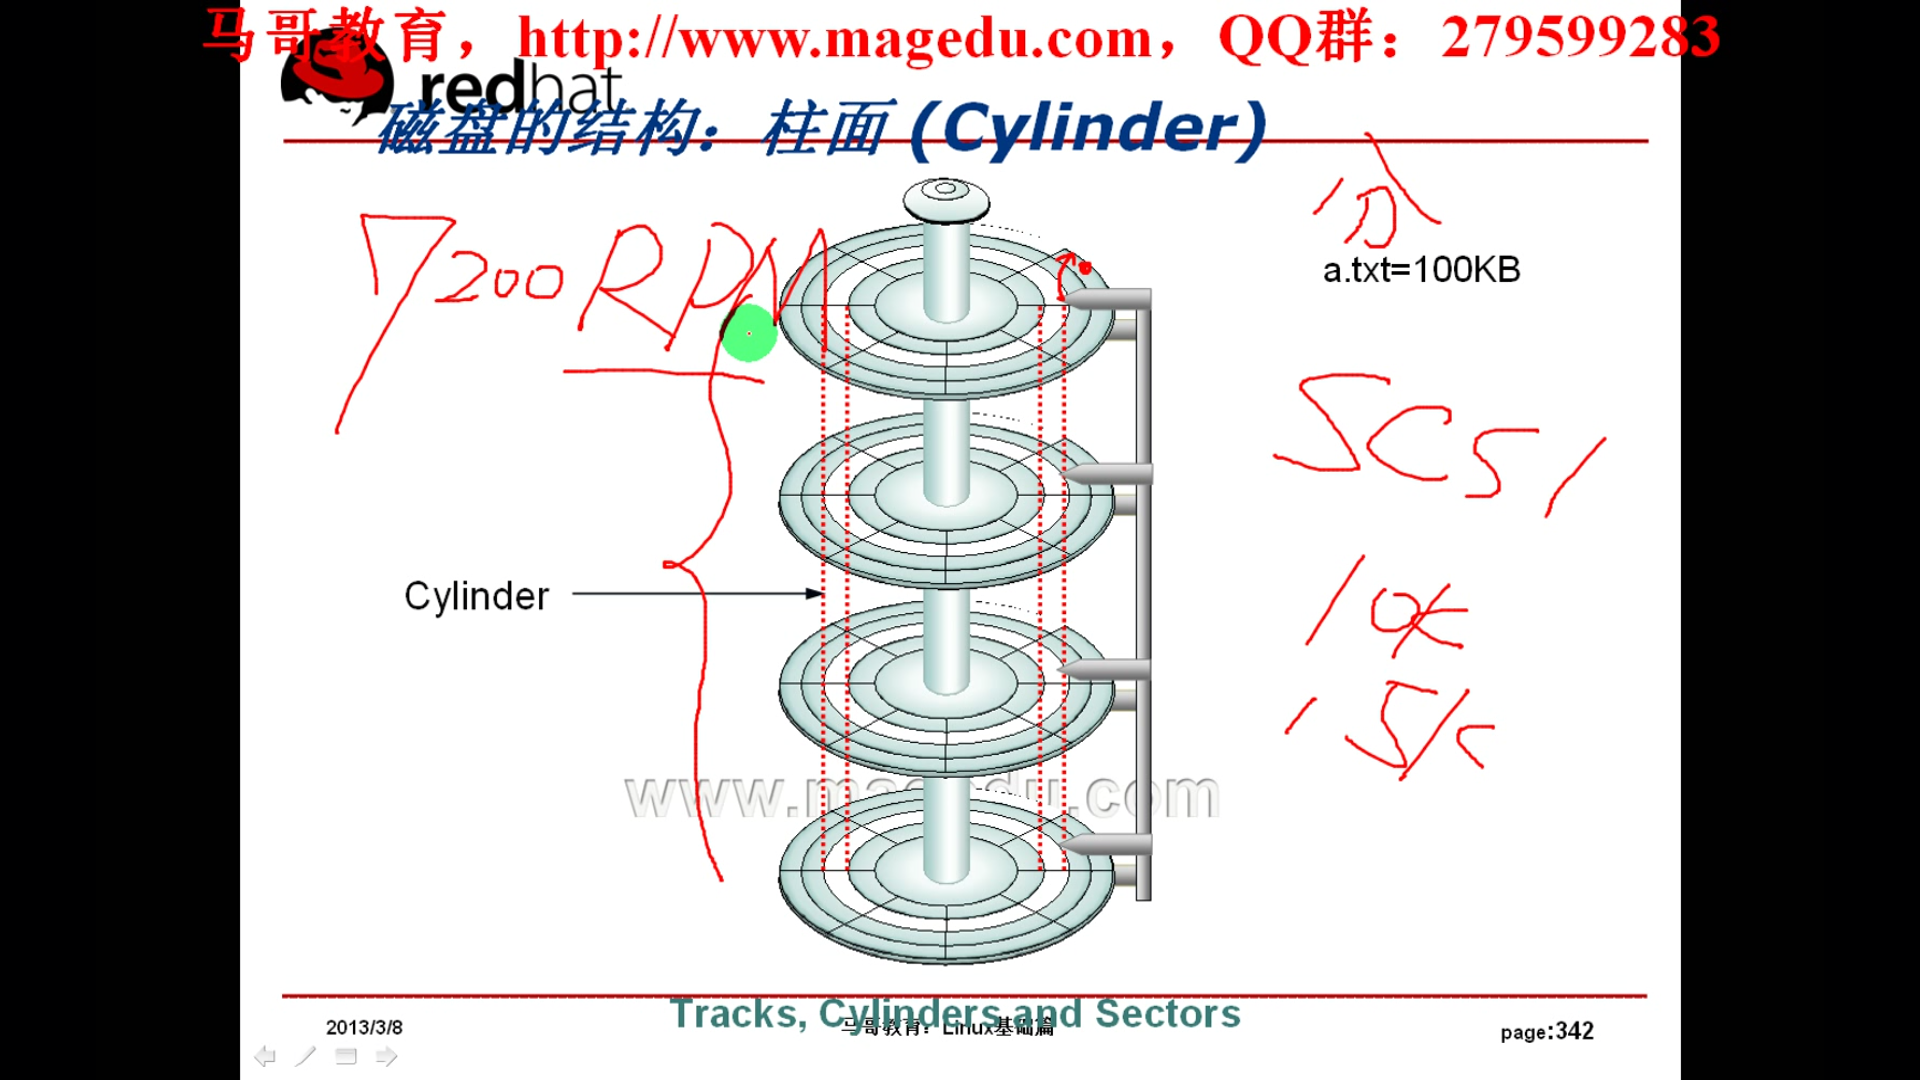 马哥教育，http://www.magedu.com，QQ群：279599283
redhat
磁盘的结构：柱面 (Cylinder)
分
7200 RPM
a.txt=100KB
SCSI
Cylinder
10k
15k
www.magedu.com
Tracks, Cylinders and Sectors
2013/3/8
马哥教育：Linux基础篇
page:342